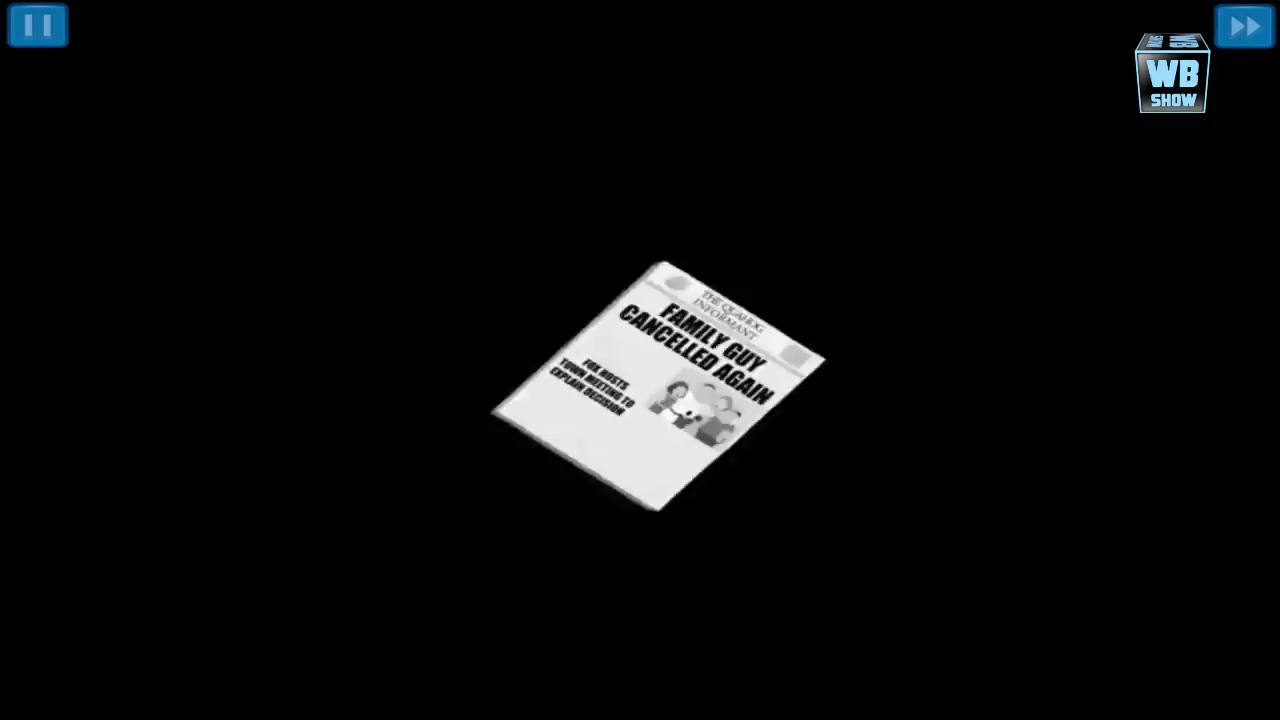 WB
SHOW
THE QUAHOG
INFORMANT
FAMILY GUY
CANCELLED AGAIN
FOX HOSTS
TOWN MEETING TO
EXPLAIN DECISION